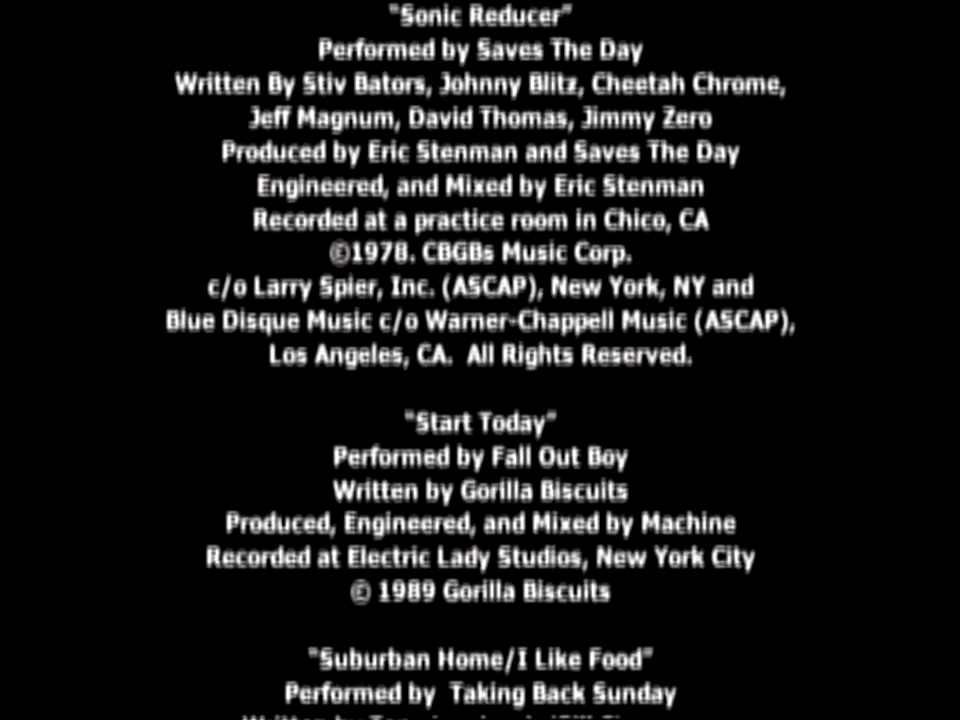 "Sonic Reducer"
Performed by Saves The Day
Written By Stiv Bators, Johnny Blitz, Cheetah Chrome,
Jeff Magnum, David Thomas, Jimmy Zero
Produced by Eric Stenman and Saves The Day
Engineered, and Mixed by Eric Stenman
Recorded at a practice room in Chico, CA
©1978. CBGBs Music Corp.
c/o Larry Spier, Inc. (ASCAP), New York, NY and
Blue Disque Music c/o Warner-Chappell Music (ASCAP),
Los Angeles, CA.  All Rights Reserved.
"Start Today"
Performed by Fall Out Boy
Written by Gorilla Biscuits
Produced, Engineered, and Mixed by Machine
Recorded at Electric Lady Studios, New York City
© 1989 Gorilla Biscuits
"Suburban Home/I Like Food"
Performed by  Taking Back Sunday
Written by